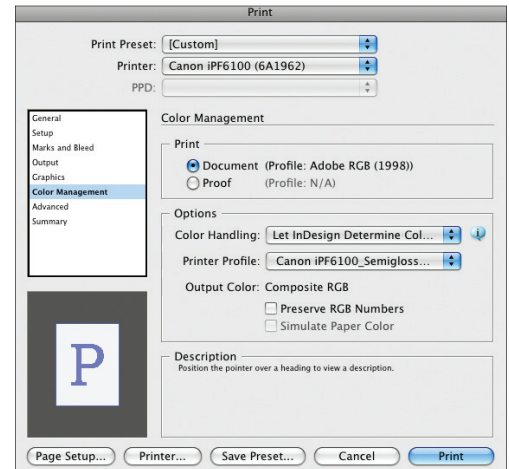 Print
Print Preset: [Custom]
Printer: Canon iPF6100 (6A1962)
PPD:
General
Setup
Marks and Bleed
Output
Graphics
Color Management
Advanced
Summary
Color Management
Print
Document (Profile: Adobe RGB (1998))
Proof (Profile: N/A)
Options
Color Handling: Let InDesign Determine Col...
Printer Profile: Canon iPF6100_Semigloss...
Output Color: Composite RGB
Preserve RGB Numbers
Simulate Paper Color
Description
Position the pointer over a heading to view a description.
P
Page Setup... Printer... Save Preset... Cancel Print